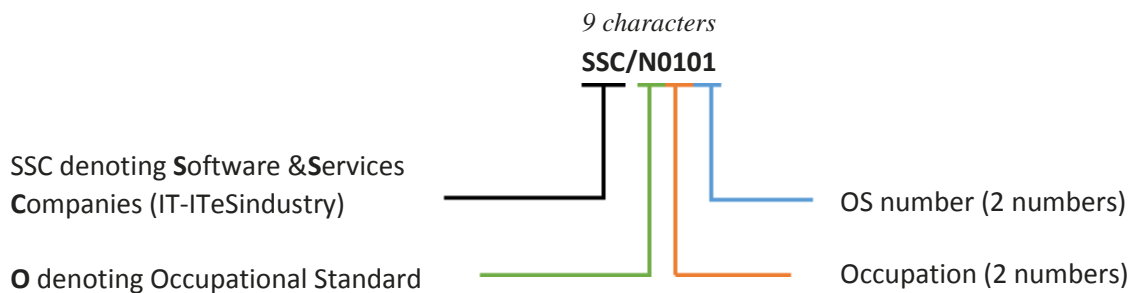 9 characters
SSC/N0101
SSC denoting Software &Services
Companies (IT-ITeSindustry)
OS number (2 numbers)
O denoting Occupational Standard
Occupation (2 numbers)